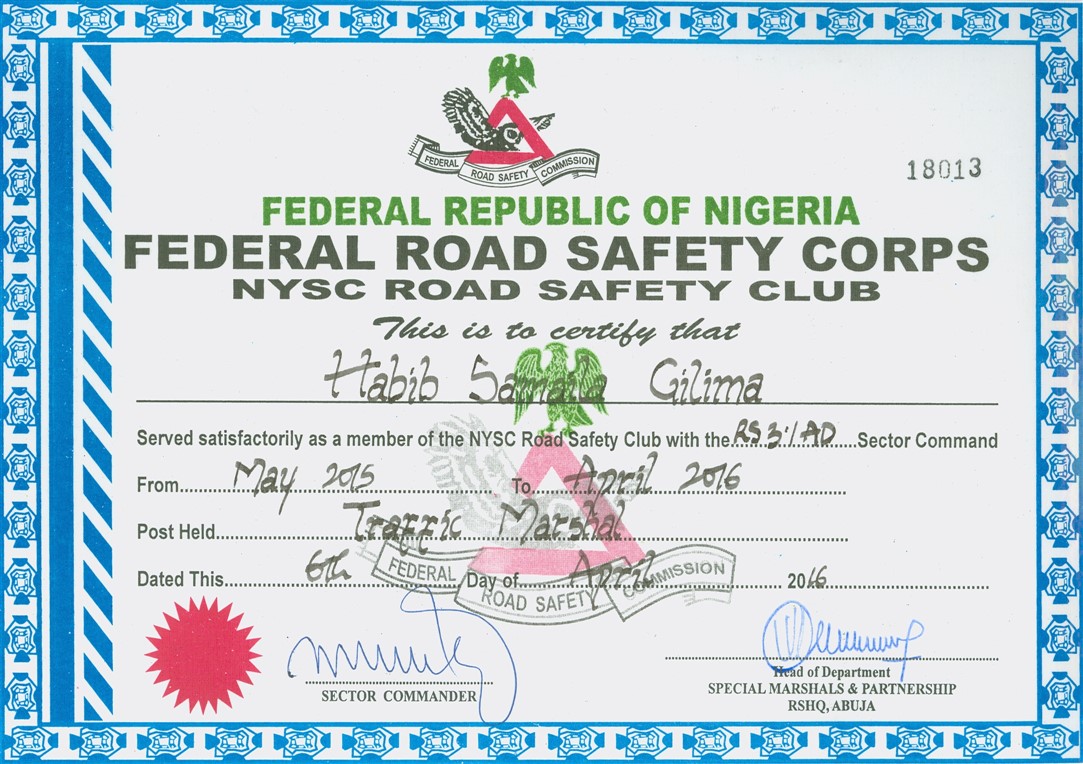 FEDERAL ROAD SAFETY COMMISSION
18013
FEDERAL REPUBLIC OF NIGERIA
FEDERAL ROAD SAFETY CORPS
NYSC ROAD SAFETY CLUB
This is to certify that
Habib Samaila Gilima
Served satisfactorily as a member of the NYSC Road Safety Club with the RS 3.1 AD Sector Command
From May 2015 To April 2016
Post Held Traffic Marshal
Dated This 6th Day of April 2016
FEDERAL ROAD SAFETY COMMISSION
SECTOR COMMANDER
Head of Department
SPECIAL MARSHALS & PARTNERSHIP
RSHQ, ABUJA